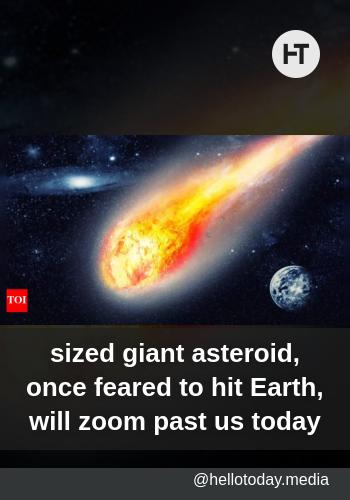 HT
TOI
sized giant asteroid,
once feared to hit Earth,
will zoom past us today
@hellotoday.media